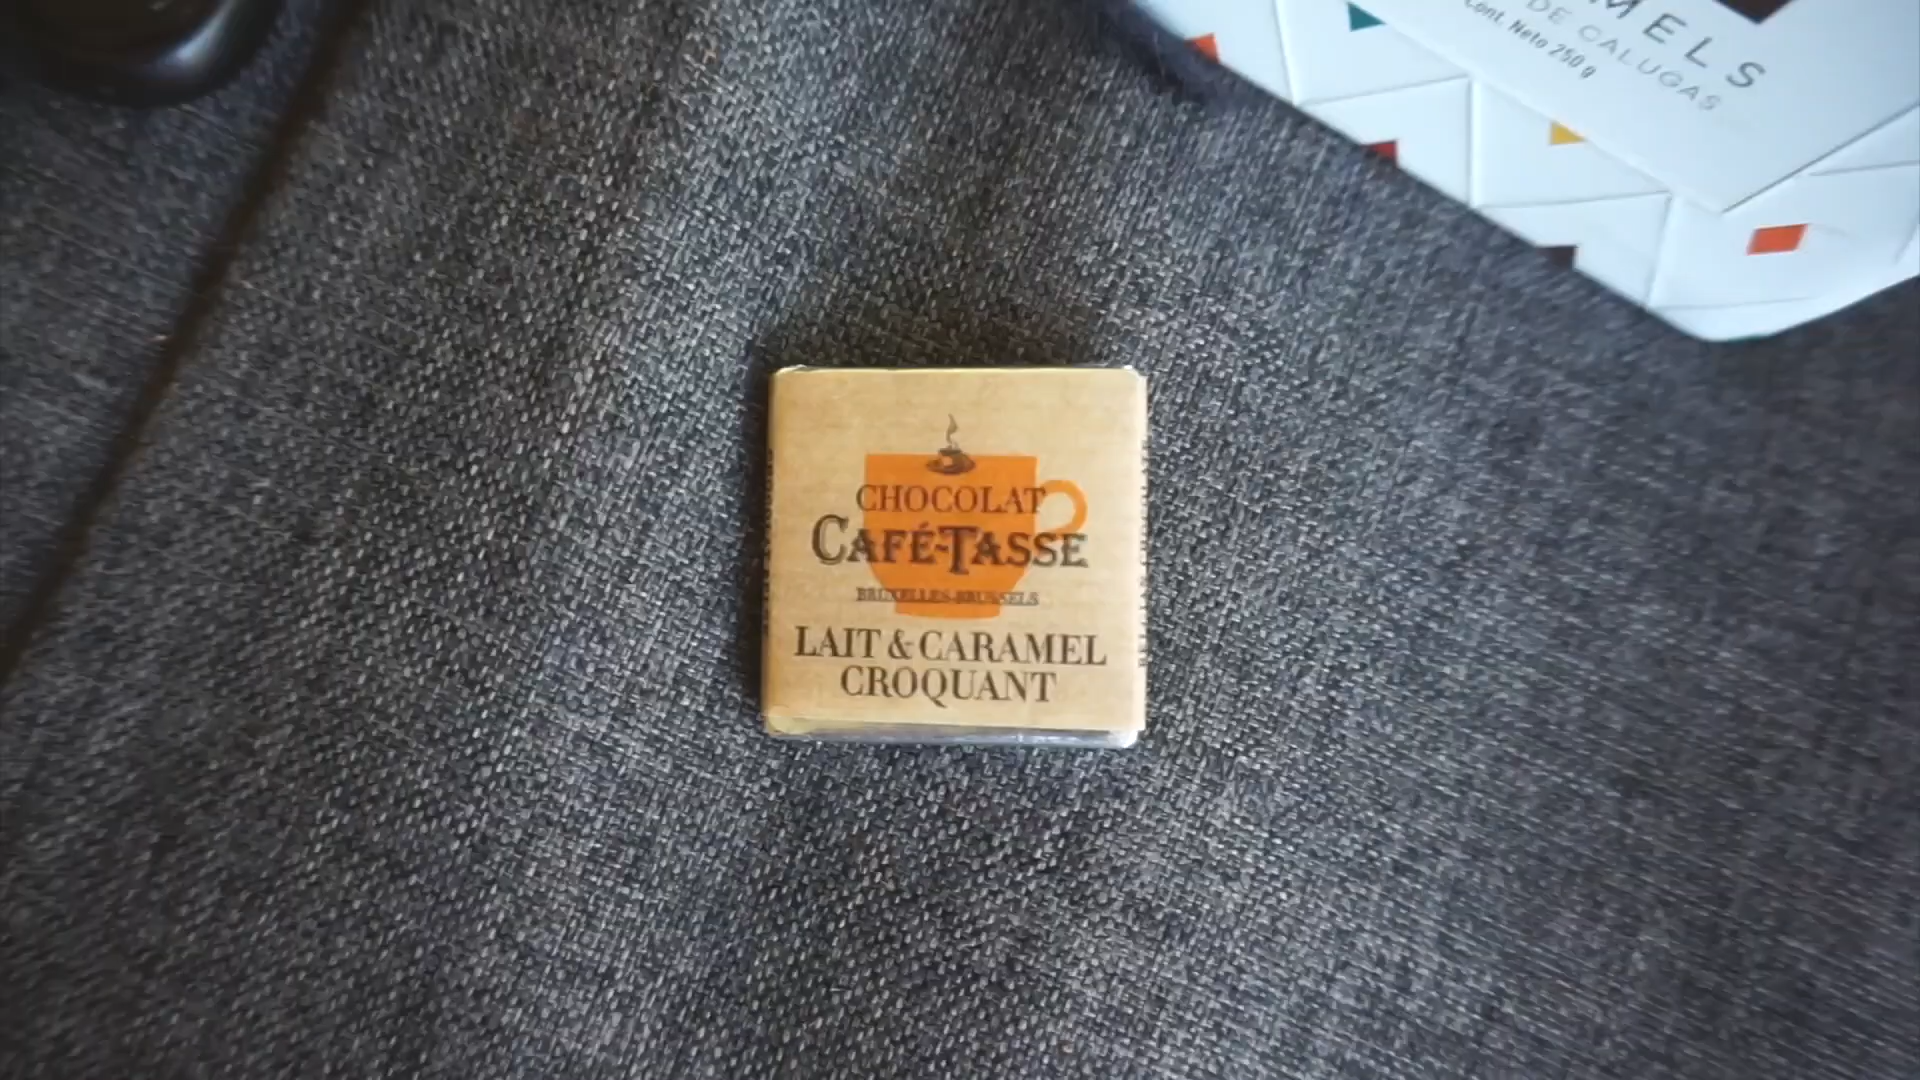 MELS
DE CALUGAS
Cont. Neto 250 g
CHOCOLAT
CAFÉ-TASSE
BRUXELLES-BRUSSELS
LAIT & CARAMEL
CROQUANT